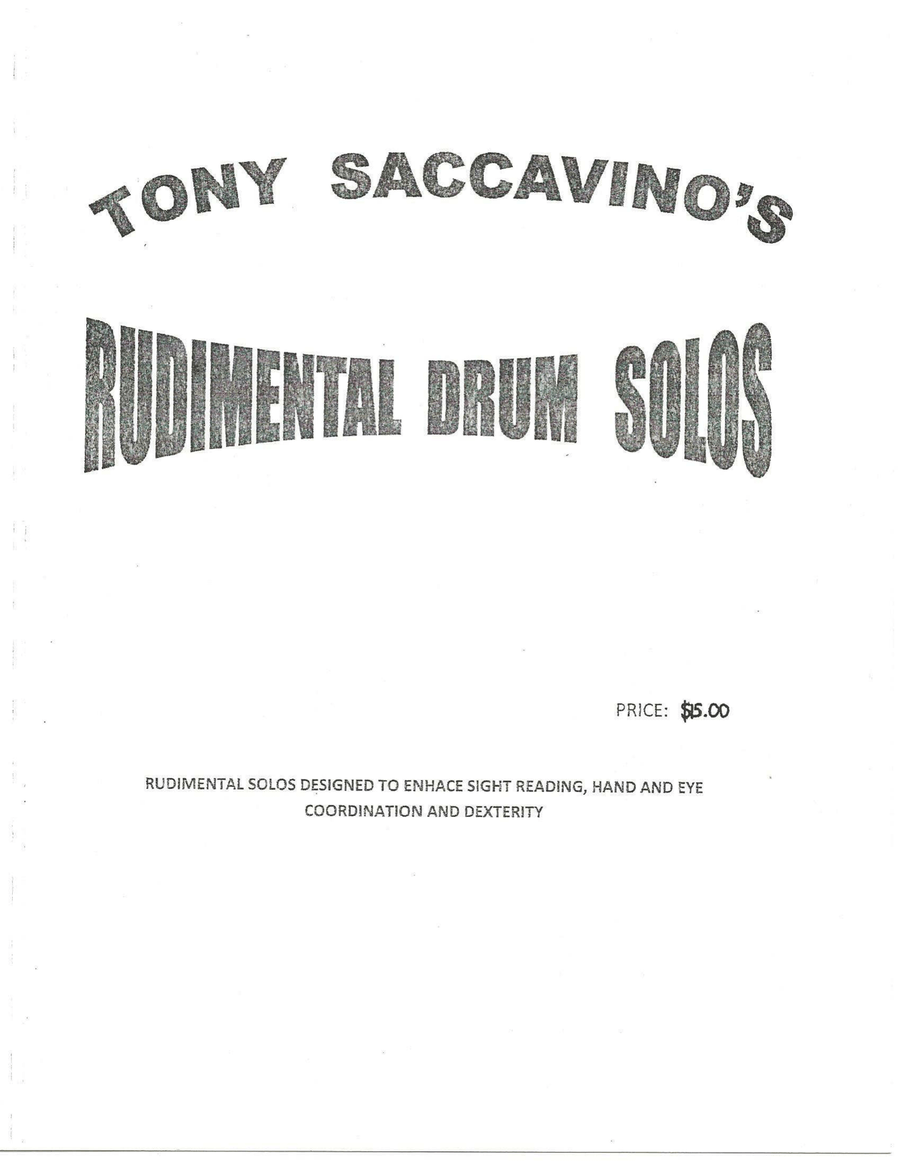 TONY SACCAVINO'S
RUDIMENTAL DRUM SOLOS
PRICE: $15.00
RUDIMENTAL SOLOS DESIGNED TO ENHACE SIGHT READING, HAND AND EYE
COORDINATION AND DEXTERITY